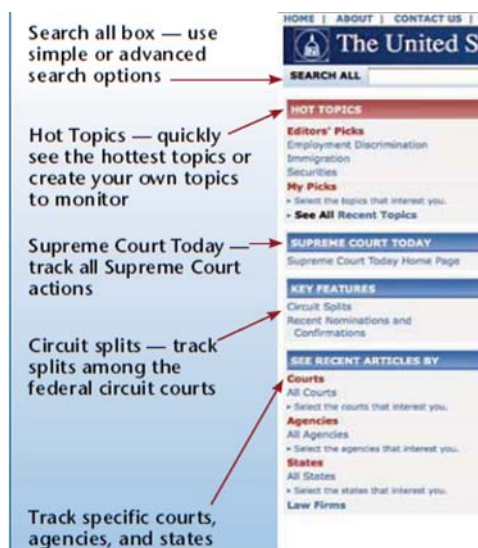 Search all box — use
simple or advanced
search options
Hot Topics — quickly
see the hottest topics or
create your own topics
to monitor
Supreme Court Today —
track all Supreme Court
actions
Circuit splits — track
splits among the
federal circuit courts
Track specific courts,
agencies, and states
HOME | ABOUT | CONTACT US |
The United S
SEARCH ALL
HOT TOPICS
Editors' Picks
Employment Discrimination
Immigration
Securities
My Picks
▸ Select the topics that interest you.
▸ See All Recent Topics
SUPREME COURT TODAY
Supreme Court Today Home Page
KEY FEATURES
Circuit Splits
Recent Nominations and
Confirmations
SEE RECENT ARTICLES BY
Courts
All Courts
▸ Select the courts that interest you.
Agencies
All Agencies
▸ Select the agencies that interest you.
States
All States
▸ Select the states that interest you.
Law Firms